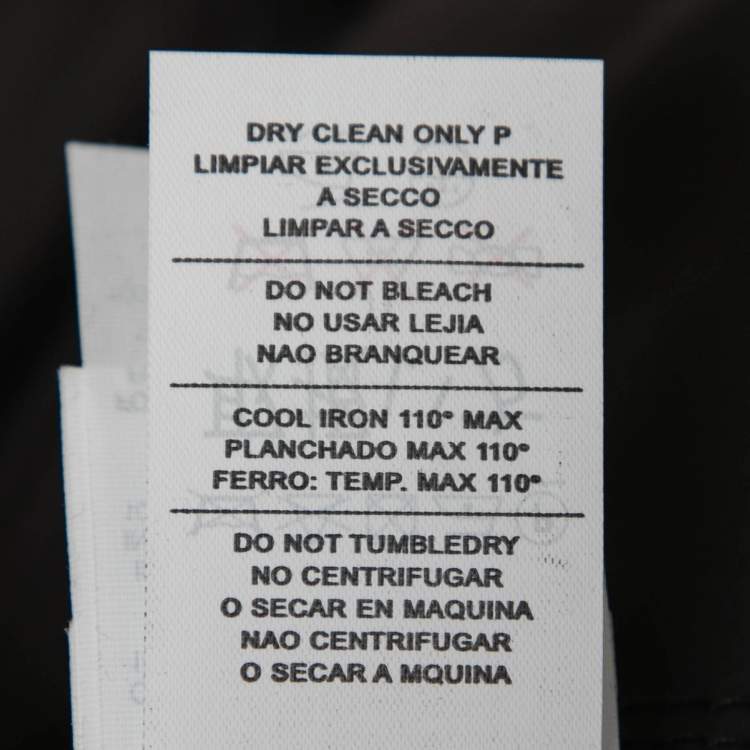 DRY CLEAN ONLY P
LIMPIAR EXCLUSIVAMENTE
A SECCO
LIMPAR A SECCO
DO NOT BLEACH
NO USAR LEJIA
NAO BRANQUEAR
COOL IRON 110° MAX
PLANCHADO MAX 110°
FERRO: TEMP. MAX 110°
DO NOT TUMBLEDRY
NO CENTRIFUGAR
O SECAR EN MAQUINA
NAO CENTRIFUGAR
O SECAR A MQUINA